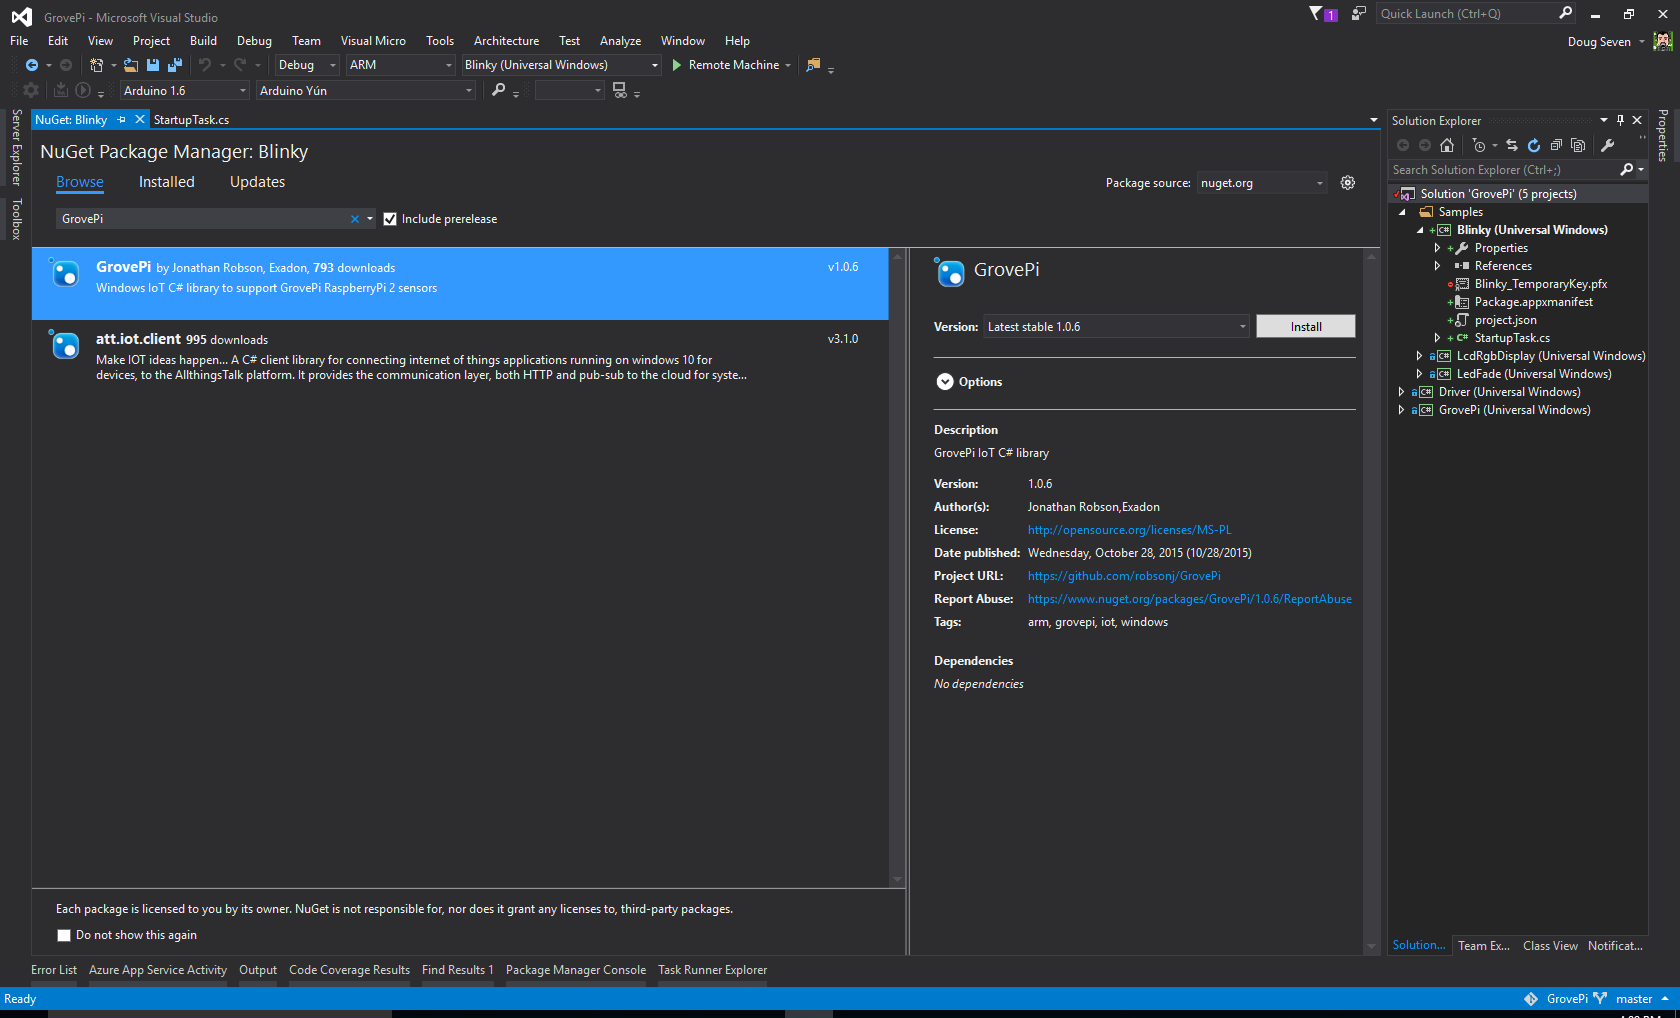 GrovePi - Microsoft Visual Studio
1
Quick Launch (Ctrl+Q)
File Edit View Project Build Debug Team Visual Micro Tools Architecture Test Analyze Window Help
Doug Seven
Debug ARM Blinky (Universal Windows) Remote Machine
Arduino 1.6 Arduino Yún
Server Explorer
Toolbox
NuGet: Blinky StartupTask.cs
NuGet Package Manager: Blinky
Browse Installed Updates
Package source: nuget.org
GrovePi
Include prerelease
GrovePi by Jonathan Robson, Exadon, 793 downloads v1.0.6
Windows IoT C# library to support GrovePi RaspberryPi 2 sensors
att.iot.client 995 downloads v3.1.0
Make IOT ideas happen... A C# client library for connecting internet of things applications running on windows 10 for
devices, to the AllthingsTalk platform. It provides the communication layer, both HTTP and pub-sub to the cloud for syste...
Each package is licensed to you by its owner. NuGet is not responsible for, nor does it grant any licenses to, third-party packages.
Do not show this again
GrovePi
Version: Latest stable 1.0.6 Install
Options
Description
GrovePi IoT C# library
Version: 1.0.6
Author(s): Jonathan Robson,Exadon
License: http://opensource.org/licenses/MS-PL
Date published: Wednesday, October 28, 2015 (10/28/2015)
Project URL: https://github.com/robsonj/GrovePi
Report Abuse: https://www.nuget.org/packages/GrovePi/1.0.6/ReportAbuse
Tags: arm, grovepi, iot, windows
Dependencies
No dependencies
Solution Explorer
Search Solution Explorer (Ctrl+;)
Solution 'GrovePi' (5 projects)
Samples
C# Blinky (Universal Windows)
Properties
References
Blinky_TemporaryKey.pfx
Package.appxmanifest
project.json
C# StartupTask.cs
C# LcdRgbDisplay (Universal Windows)
C# LedFade (Universal Windows)
C# Driver (Universal Windows)
C# GrovePi (Universal Windows)
Properties
Solution... Team Ex... Class View Notificat...
Error List Azure App Service Activity Output Code Coverage Results Find Results 1 Package Manager Console Task Runner Explorer
Ready
GrovePi master